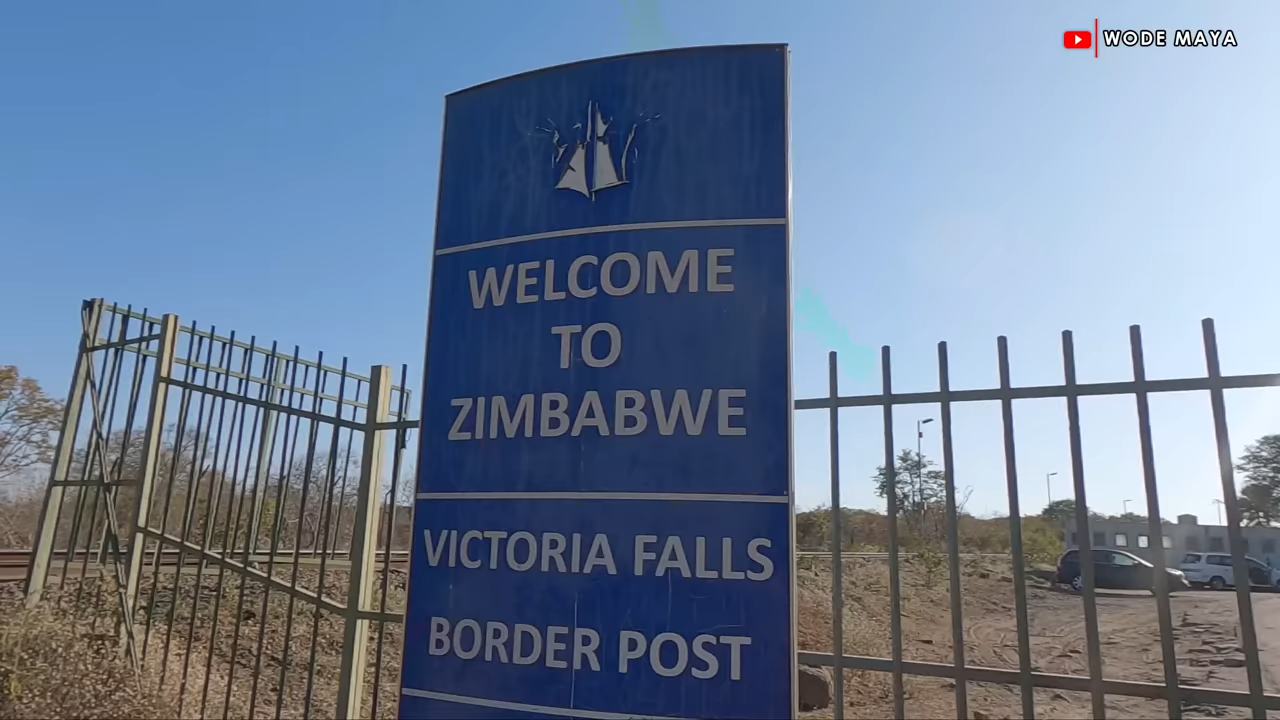 WODE MAYA
WELCOME
TO
ZIMBABWE
VICTORIA FALLS
BORDER POST